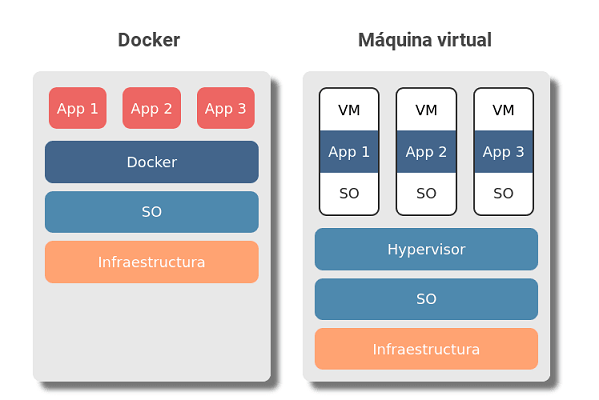 Docker
App 1 App 2 App 3
Docker
SO
Infraestructura
Máquina virtual
VM VM VM
App 1 App 2 App 3
SO SO SO
Hypervisor
SO
Infraestructura